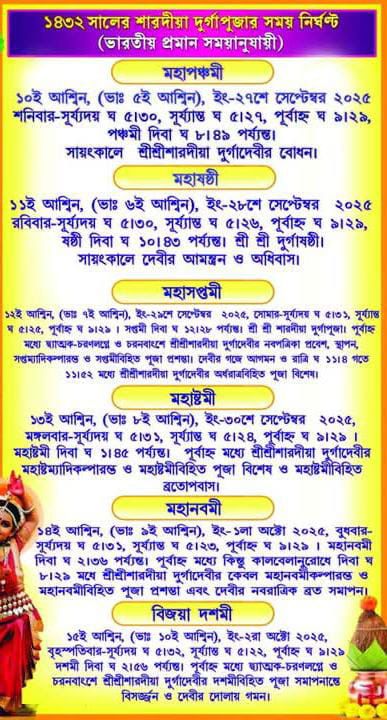 ১৪৩২ সালের শারদীয়া দুর্গাপুজার সময় নির্ঘণ্ট
(ভারতীয় প্রমান সময়ানুযায়ী)
মহাপঞ্চমী
১০ই আশ্বিন, (ভাঃ ৫ই আশ্বিন), ইং-২৭শে সেপ্টেম্বর ২০২৫
শনিবার-সূর্য্যদয় ঘ ৫।৩০, সূর্য্যাস্ত ঘ ৫।২৭, পূর্বাহ্ন ঘ ৯।২৯,
পঞ্চমী দিবা ঘ ৮।৪৯ পর্য্যন্ত।
সায়ংকালে শ্রীশ্রীশারদীয়া দুর্গাদেবীর বোধন।
মহাষষ্ঠী
১১ই আশ্বিন, (ভাঃ ৬ই আশ্বিন), ইং-২৮শে সেপ্টেম্বর ২০২৫
রবিবার-সূর্য্যদয় ঘ ৫।৩০, সূর্য্যাস্ত ঘ ৫।২৬, পূর্বাহ্ন ঘ ৯।২৯,
ষষ্ঠী দিবা ঘ ১০।৪৩ পর্য্যন্ত। শ্রী শ্রী দুর্গাষষ্ঠী।
সায়ংকালে দেবীর আমন্ত্রন ও অধিবাস।
মহাসপ্তমী
১২ই আশ্বিন, (ভাঃ ৭ই আশ্বিন), ইং-২৯শে সেপ্টেম্বর ২০২৫, সোমার-সূর্য্যদয় ঘ ৫।৩১, সূর্য্যাস্ত
ঘ ৫।২৫, পূর্বাহ্ন ঘ ৯।২৯ । সপ্তমী দিবা ঘ ১২।২৮ পর্য্যন্ত। শ্রী শ্রী শারদীয়া দুর্গাপূজা। পূর্বাহ্ন
মধ্যে দ্ব্যাত্মক-চরণলগ্নে ও চরনবাংশে শ্রীশ্রীশারদীয়া দুর্গাদেবীর নবপত্রিকা প্রবেশ, স্থাপন,
সপ্তম্যাদিকল্পারম্ভ ও সপ্তমীবিহিত পূজা প্রশস্তা। দেবীর গজে আগমন ও রাত্রি ঘ ১১।৪ গতে
১১।৫২ মধ্যে শ্রীশ্রীশারদীয়া দুর্গাদেবীর অর্ধরাত্রবিহিত পূজা বিশেষ।
মহাষ্টমী
১৩ই আশ্বিন, (ভাঃ ৮ই আশ্বিন), ইং-৩০শে সেপ্টেম্বর ২০২৫,
মঙ্গলবার-সূর্য্যদয় ঘ ৫।৩১, সূর্য্যাস্ত ঘ ৫।২৪, পূর্বাহ্ন ঘ ৯।২৯ ।
মহাষ্টমী দিবা ঘ ১।৪৫ পর্য্যন্ত। পূর্বাহ্ন মধ্যে শ্রীশ্রীশারদীয়া দুর্গাদেবীর
মহাষ্টম্যাদিকল্পারম্ভ ও মহাষ্টমীবিহিত পূজা বিশেষ ও মহাষ্টমীবিহিত
ব্রতোপবাস।
মহানবমী
১৪ই আশ্বিন, (ভাঃ ৯ই আশ্বিন), ইং-১লা অক্টো ২০২৫, বুধবার-
সূর্য্যদয় ঘ ৫।৩১, সূর্য্যাস্ত ঘ ৫।২৩, পূর্বাহ্ন ঘ ৯।২৯ । মহানবমী
দিবা ঘ ২।৩৬ পর্য্যন্ত। পূর্বাহ্ন মধ্যে কিন্তু কালবেলানুরোধে দিবা ঘ
৮।২৯ মধে শ্রীশ্রীশারদীয়া দুর্গাদেবীর কেবল মহানবমীকল্পারম্ভ ও
মহানবমীবিহিত পূজা প্রশস্তা এবং দেবীর নবরাত্রিক ব্রত সমাপন।
বিজয়া দশমী
১৫ই আশ্বিন, (ভাঃ ১০ই আশ্বিন), ইং-২রা অক্টো ২০২৫,
বৃহস্পতিবার-সূর্য্যদয় ঘ ৫।৩২, সূর্য্যাস্ত ঘ ৫।২২, পূর্বাহ্ন ঘ ৯।২৯
দশমী দিবা ঘ ২।৫৬ পর্য্যন্ত। পূর্বাহ্ন মধ্যে দ্ব্যাত্মক-চরণলগ্নে ও
চরনবাংশে শ্রীশ্রীশারদীয়া দুর্গাদেবীর দশমীবিহিত পূজা সমাপনান্তে
বিসর্জ্জন ও দেবীর দোলায় গমন।